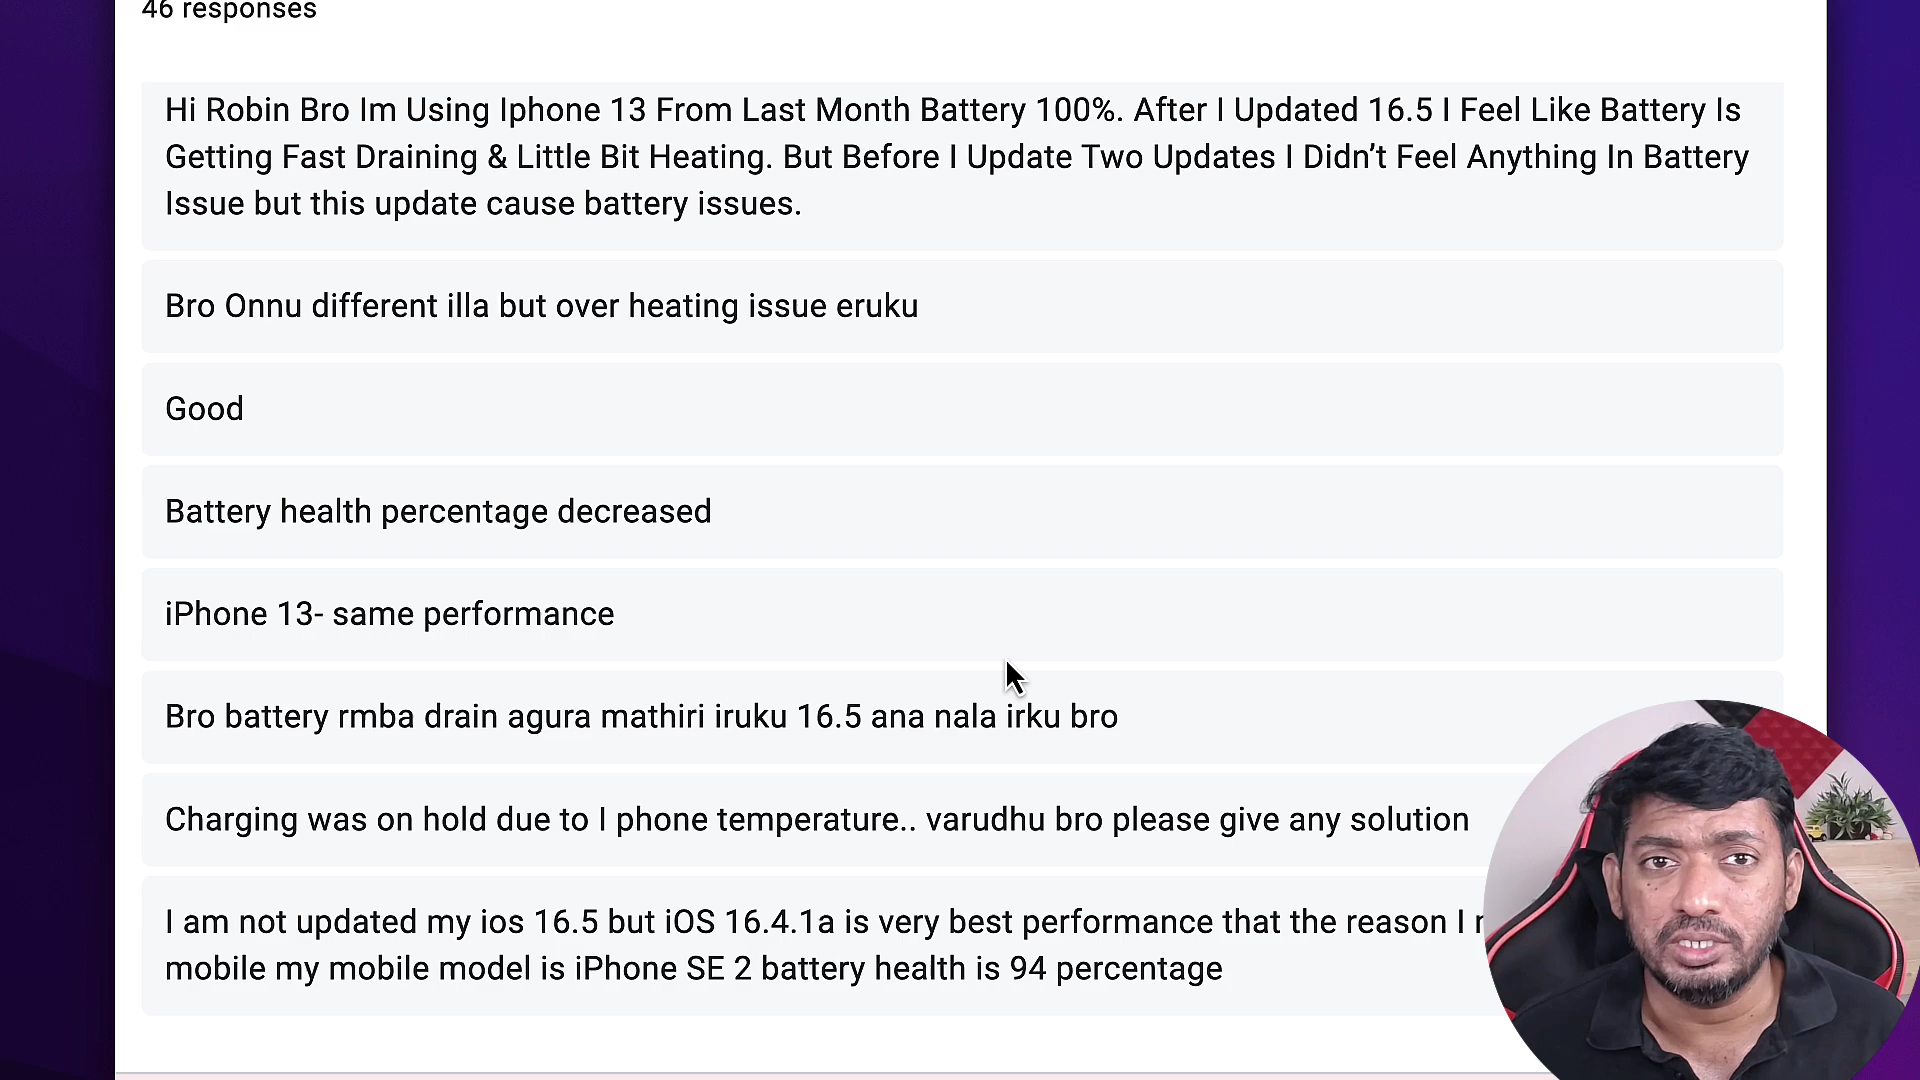 46 responses
Hi Robin Bro Im Using Iphone 13 From Last Month Battery 100%. After I Updated 16.5 I Feel Like Battery Is
Getting Fast Draining & Little Bit Heating. But Before I Update Two Updates I Didn’t Feel Anything In Battery
Issue but this update cause battery issues.
Bro Onnu different illa but over heating issue eruku
Good
Battery health percentage decreased
iPhone 13- same performance
Bro battery rmba drain agura mathiri iruku 16.5 ana nala irku bro
Charging was on hold due to I phone temperature.. varudhu bro please give any solution
I am not updated my ios 16.5 but iOS 16.4.1a is very best performance that the reason I
mobile my mobile model is iPhone SE 2 battery health is 94 percentage